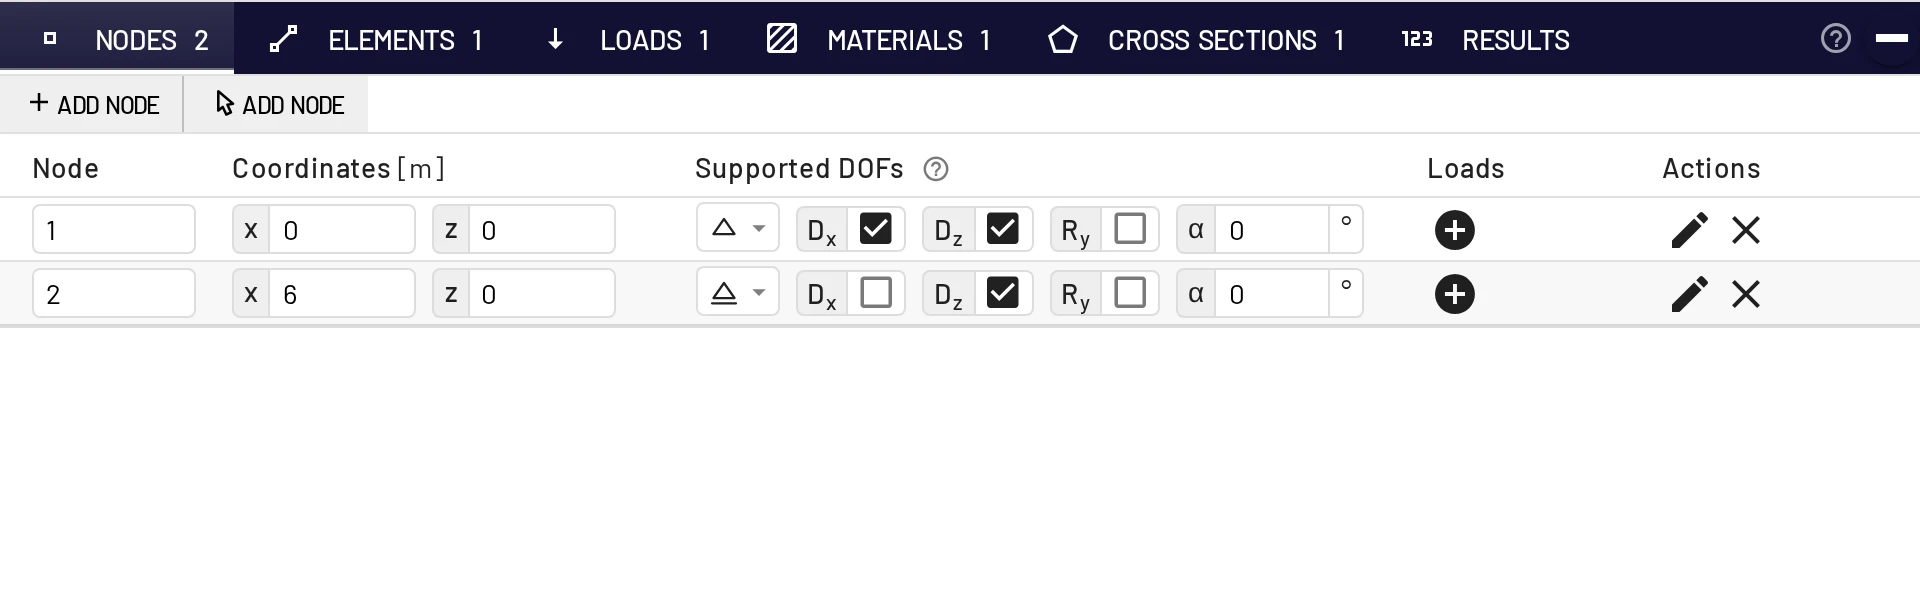 NODES 2 ELEMENTS 1 LOADS 1 MATERIALS 1 CROSS SECTIONS 1 123 RESULTS ?
+ ADD NODE ADD NODE
Node Coordinates [m] Supported DOFs ? Loads Actions
1 x 0 z 0 Dx Dz Ry α 0 °
2 x 6 z 0 Dx Dz Ry α 0 °